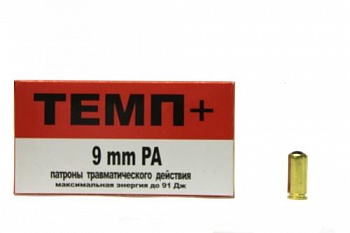 ТЕМП+
9 mm PA
патроны травматического действия
максимальная энергия до 91 Дж